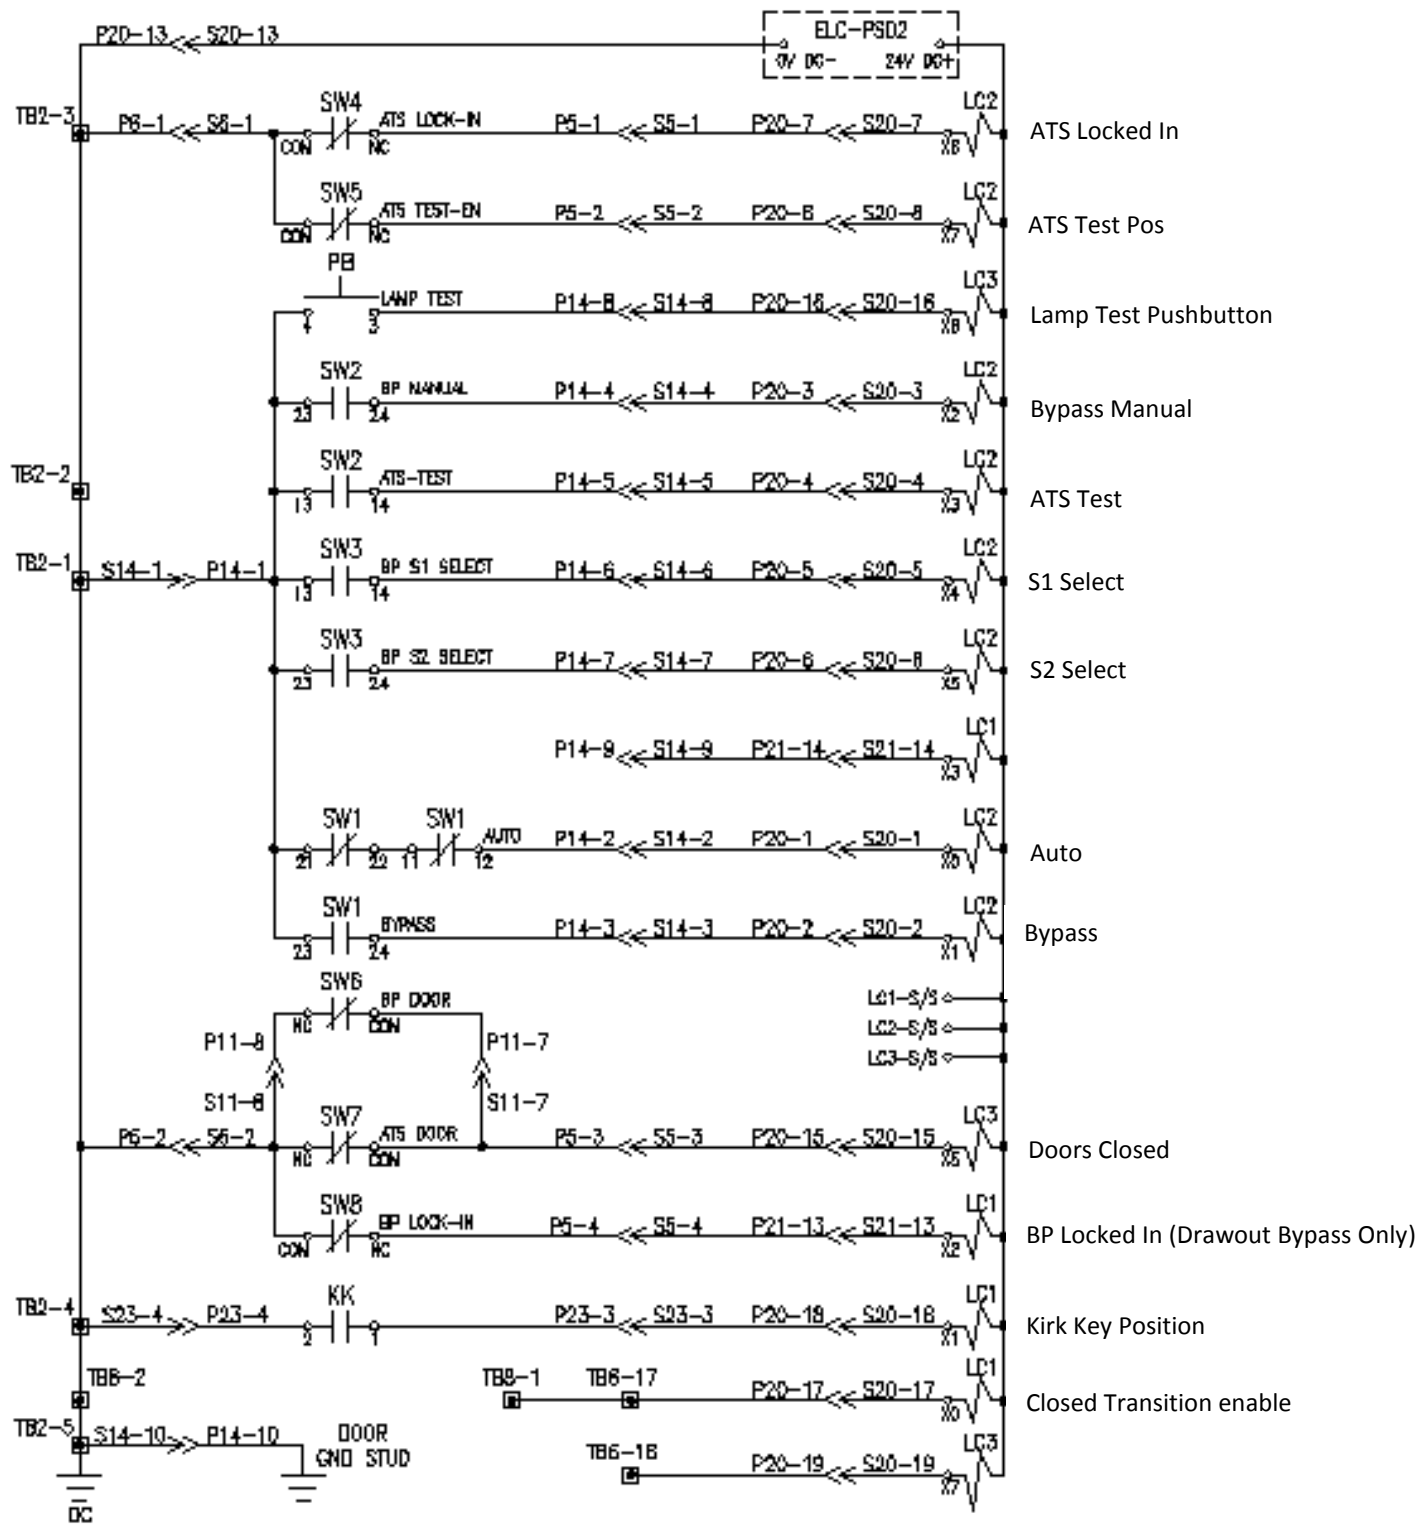 P20-13 S20-13 ELC-PSD2
0V DC- 24V DC+
TB2-3 P6-1 S6-1 SW4 ATS LOCK-IN P5-1 S5-1 P20-7 S20-7 LC2 ATS Locked In
CON NC X6
SW5 ATS TEST-EN P5-2 S5-2 P20-8 S20-8 LC2 ATS Test Pos
CON NC X7
PB LAMP TEST P14-8 S14-8 P20-16 S20-16 LC3 Lamp Test Pushbutton
4 3 X6
SW2 BP MANUAL P14-4 S14-4 P20-3 S20-3 LC2 Bypass Manual
23 24 X2
TB2-2 SW2 ATS-TEST P14-5 S14-5 P20-4 S20-4 LC2 ATS Test
13 14 X3
TB2-1 S14-1 P14-1 SW3 BP S1 SELECT P14-6 S14-6 P20-5 S20-5 LC2 S1 Select
13 14 X4
SW3 BP S2 SELECT P14-7 S14-7 P20-6 S20-6 LC2 S2 Select
23 24 X5
P14-9 S14-9 P21-14 S21-14 LC1
X3
SW1 SW1 AUTO P14-2 S14-2 P20-1 S20-1 LC2 Auto
21 22 11 12 X0
SW1 BYPASS P14-3 S14-3 P20-2 S20-2 LC2 Bypass
23 24 X1
SW6 BP DOOR LC1-S/S
NC CON LC2-S/S
P11-8 P11-7 LC3-S/S
S11-8 S11-7
P6-2 S6-2 SW7 ATS DOOR P5-3 S5-3 P20-15 S20-15 LC3 Doors Closed
NC CON X5
SW8 BP LOCK-IN P5-4 S5-4 P21-13 S21-13 LC1 BP Locked In (Drawout Bypass Only)
CON NC X2
TB2-4 S23-4 P23-4 KK P23-3 S23-3 P20-18 S20-18 LC1 Kirk Key Position
2 1 X1
TB6-2 TB8-1 TB6-17 P20-17 S20-17 LC1 Closed Transition enable
X0
TB2-5 S14-10 P14-10 DOOR
GND STUD TB6-18 P20-19 S20-19 LC3
X7
DC